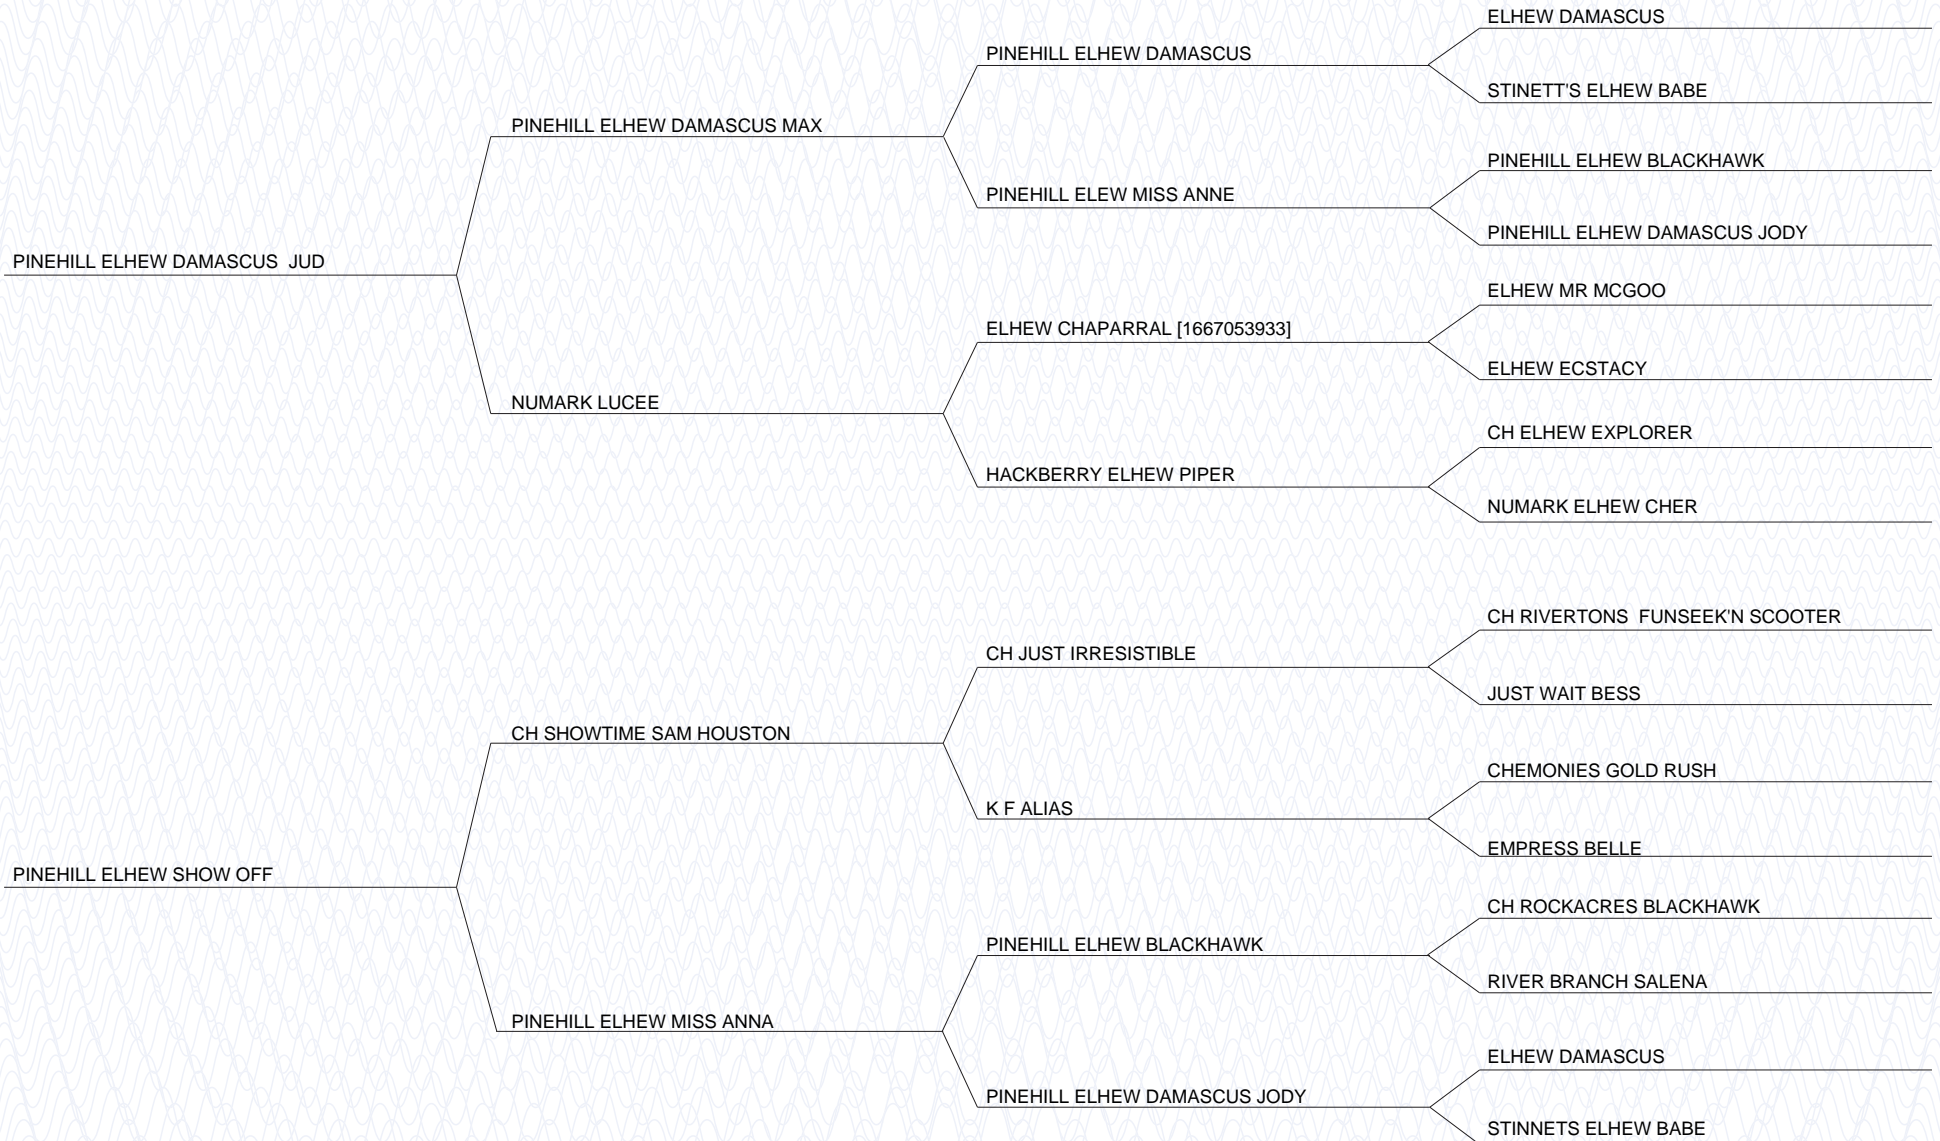 ELHEW DAMASCUS
PINEHILL ELHEW DAMASCUS
STINETT'S ELHEW BABE
PINEHILL ELHEW DAMASCUS MAX
PINEHILL ELHEW BLACKHAWK
PINEHILL ELEW MISS ANNE
PINEHILL ELHEW DAMASCUS JODY
PINEHILL ELHEW DAMASCUS  JUD
ELHEW MR MCGOO
ELHEW CHAPARRAL [1667053933]
ELHEW ECSTACY
NUMARK LUCEE
CH ELHEW EXPLORER
HACKBERRY ELHEW PIPER
NUMARK ELHEW CHER
CH RIVERTONS  FUNSEEK'N SCOOTER
CH JUST IRRESISTIBLE
JUST WAIT BESS
CH SHOWTIME SAM HOUSTON
CHEMONIES GOLD RUSH
K F ALIAS
EMPRESS BELLE
PINEHILL ELHEW SHOW OFF
CH ROCKACRES BLACKHAWK
PINEHILL ELHEW BLACKHAWK
RIVER BRANCH SALENA
PINEHILL ELHEW MISS ANNA
ELHEW DAMASCUS
PINEHILL ELHEW DAMASCUS JODY
STINNETS ELHEW BABE